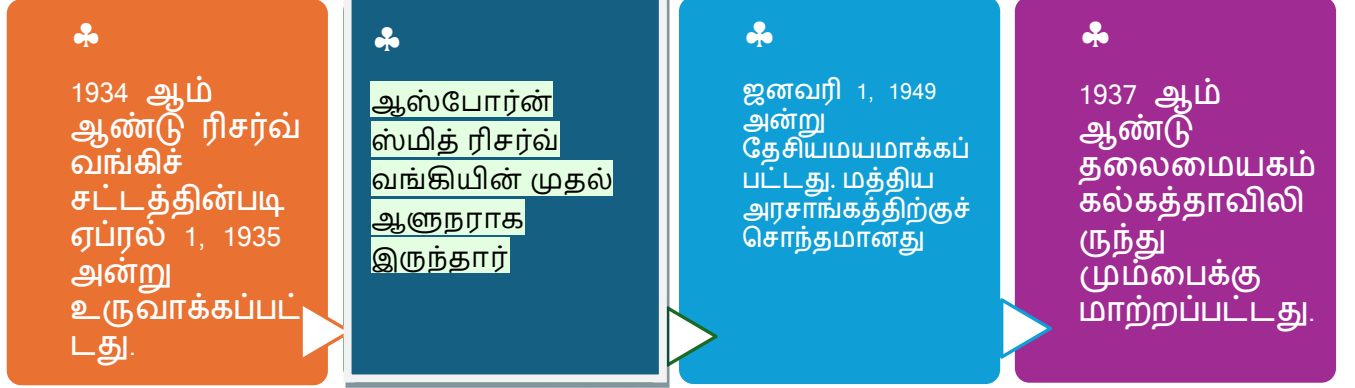 ♣
1934 ஆம்
ஆண்டு ரிசர்வ்
வங்கிச்
சட்டத்தின்படி
ஏப்ரல் 1, 1935
அன்று
உருவாக்கப்பட்
டது.
♣
ஆஸ்போர்ன்
ஸ்மித் ரிசர்வ்
வங்கியின் முதல்
ஆளுநராக
இருந்தார்
♣
ஜனவரி 1, 1949
அன்று
தேசியமயமாக்கப்
பட்டது. மத்திய
அரசாங்கத்திற்குச்
சொந்தமானது
♣
1937 ஆம்
ஆண்டு
தலைமையகம்
கல்கத்தாவிலி
ருந்து
மும்பைக்கு
மாற்றப்பட்டது.